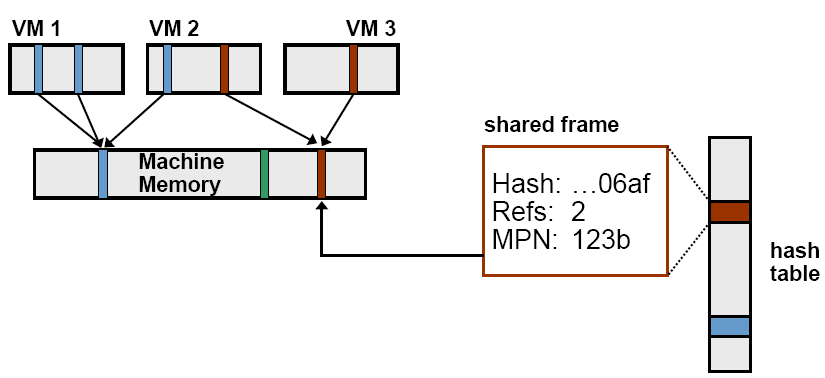 VM 1
VM 2
VM 3
Machine
Memory
shared frame
Hash: ...06af
Refs: 2
MPN: 123b
hash
table